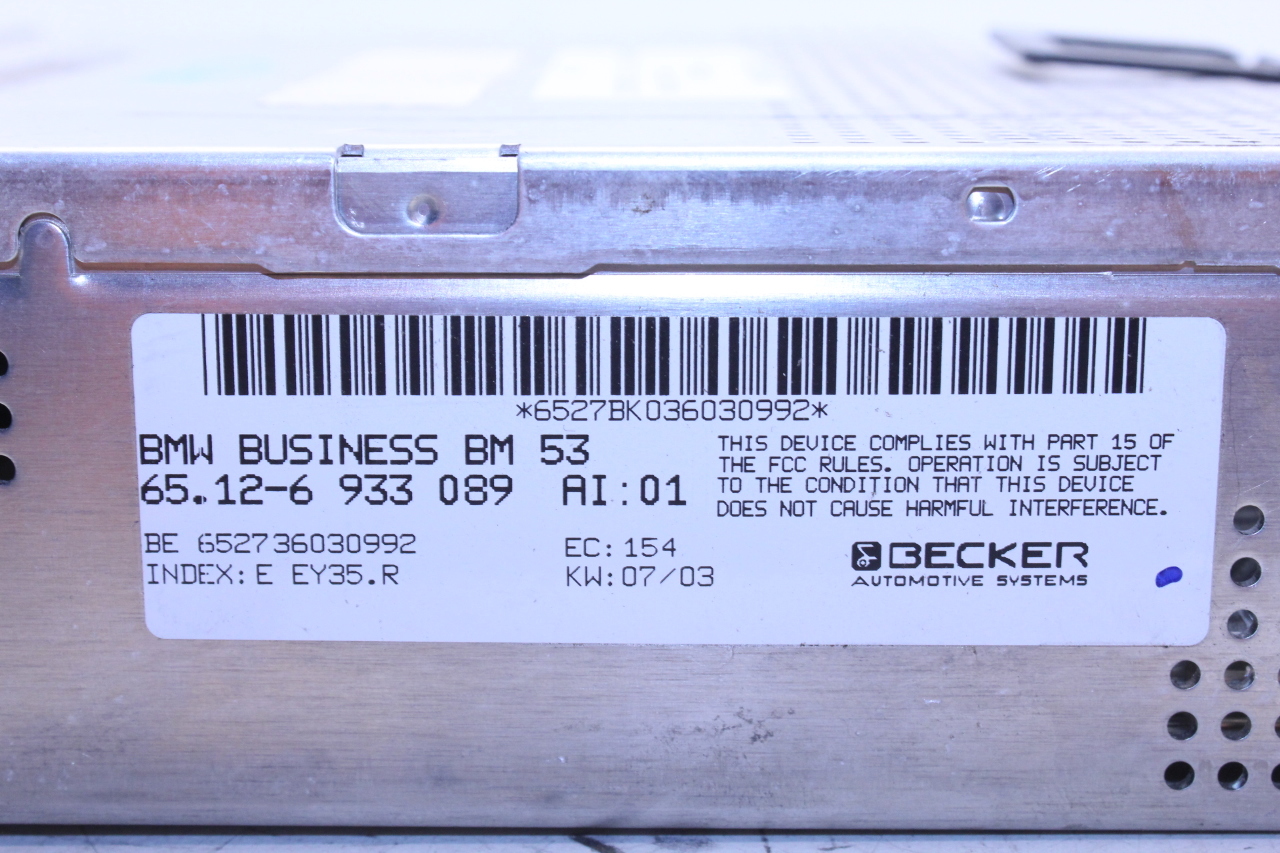 *6527BK036030992*
BMW BUSINESS BM 53
65.12-6 933 089 AI:01
THIS DEVICE COMPLIES WITH PART 15 OF
THE FCC RULES. OPERATION IS SUBJECT
TO THE CONDITION THAT THIS DEVICE
DOES NOT CAUSE HARMFUL INTERFERENCE.
BE 652736030992
INDEX:E EY35.R
EC:154
KW:07/03
BECKER
AUTOMOTIVE SYSTEMS